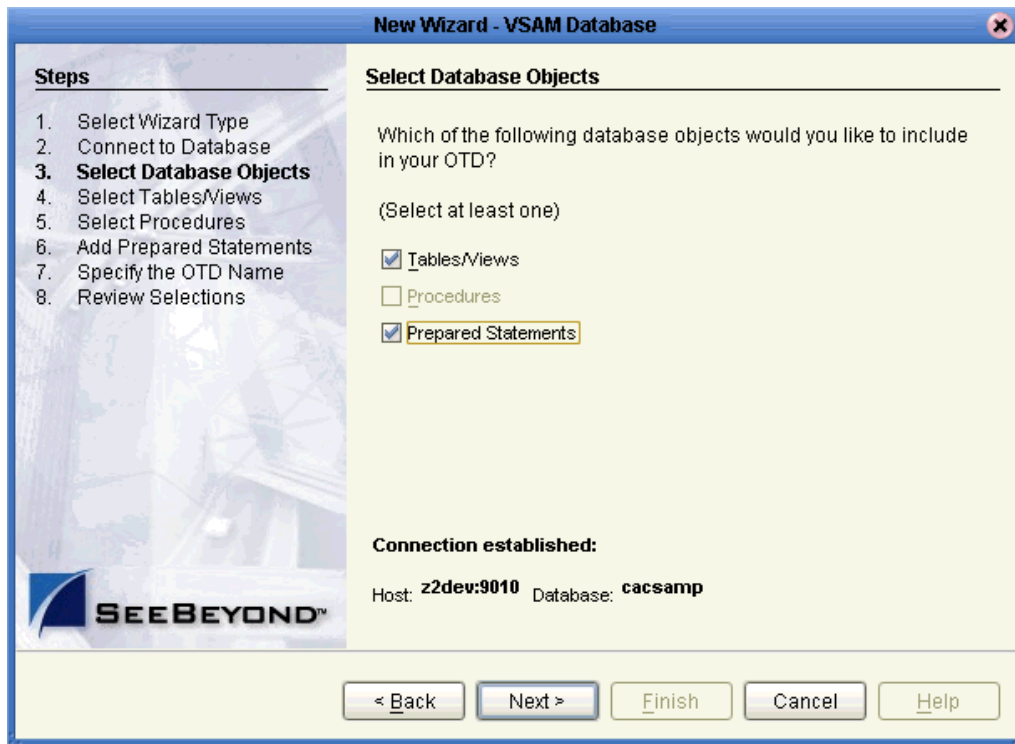 New Wizard - VSAM Database
Steps
1. Select Wizard Type
2. Connect to Database
3. Select Database Objects
4. Select Tables/Views
5. Select Procedures
6. Add Prepared Statements
7. Specify the OTD Name
8. Review Selections
SEEBEYOND™
Select Database Objects
Which of the following database objects would you like to include
in your OTD?
(Select at least one)
Tables/Views
Procedures
Prepared Statements
Connection established:
Host: z2dev:9010 Database: cacsamp
< Back Next > Finish Cancel Help